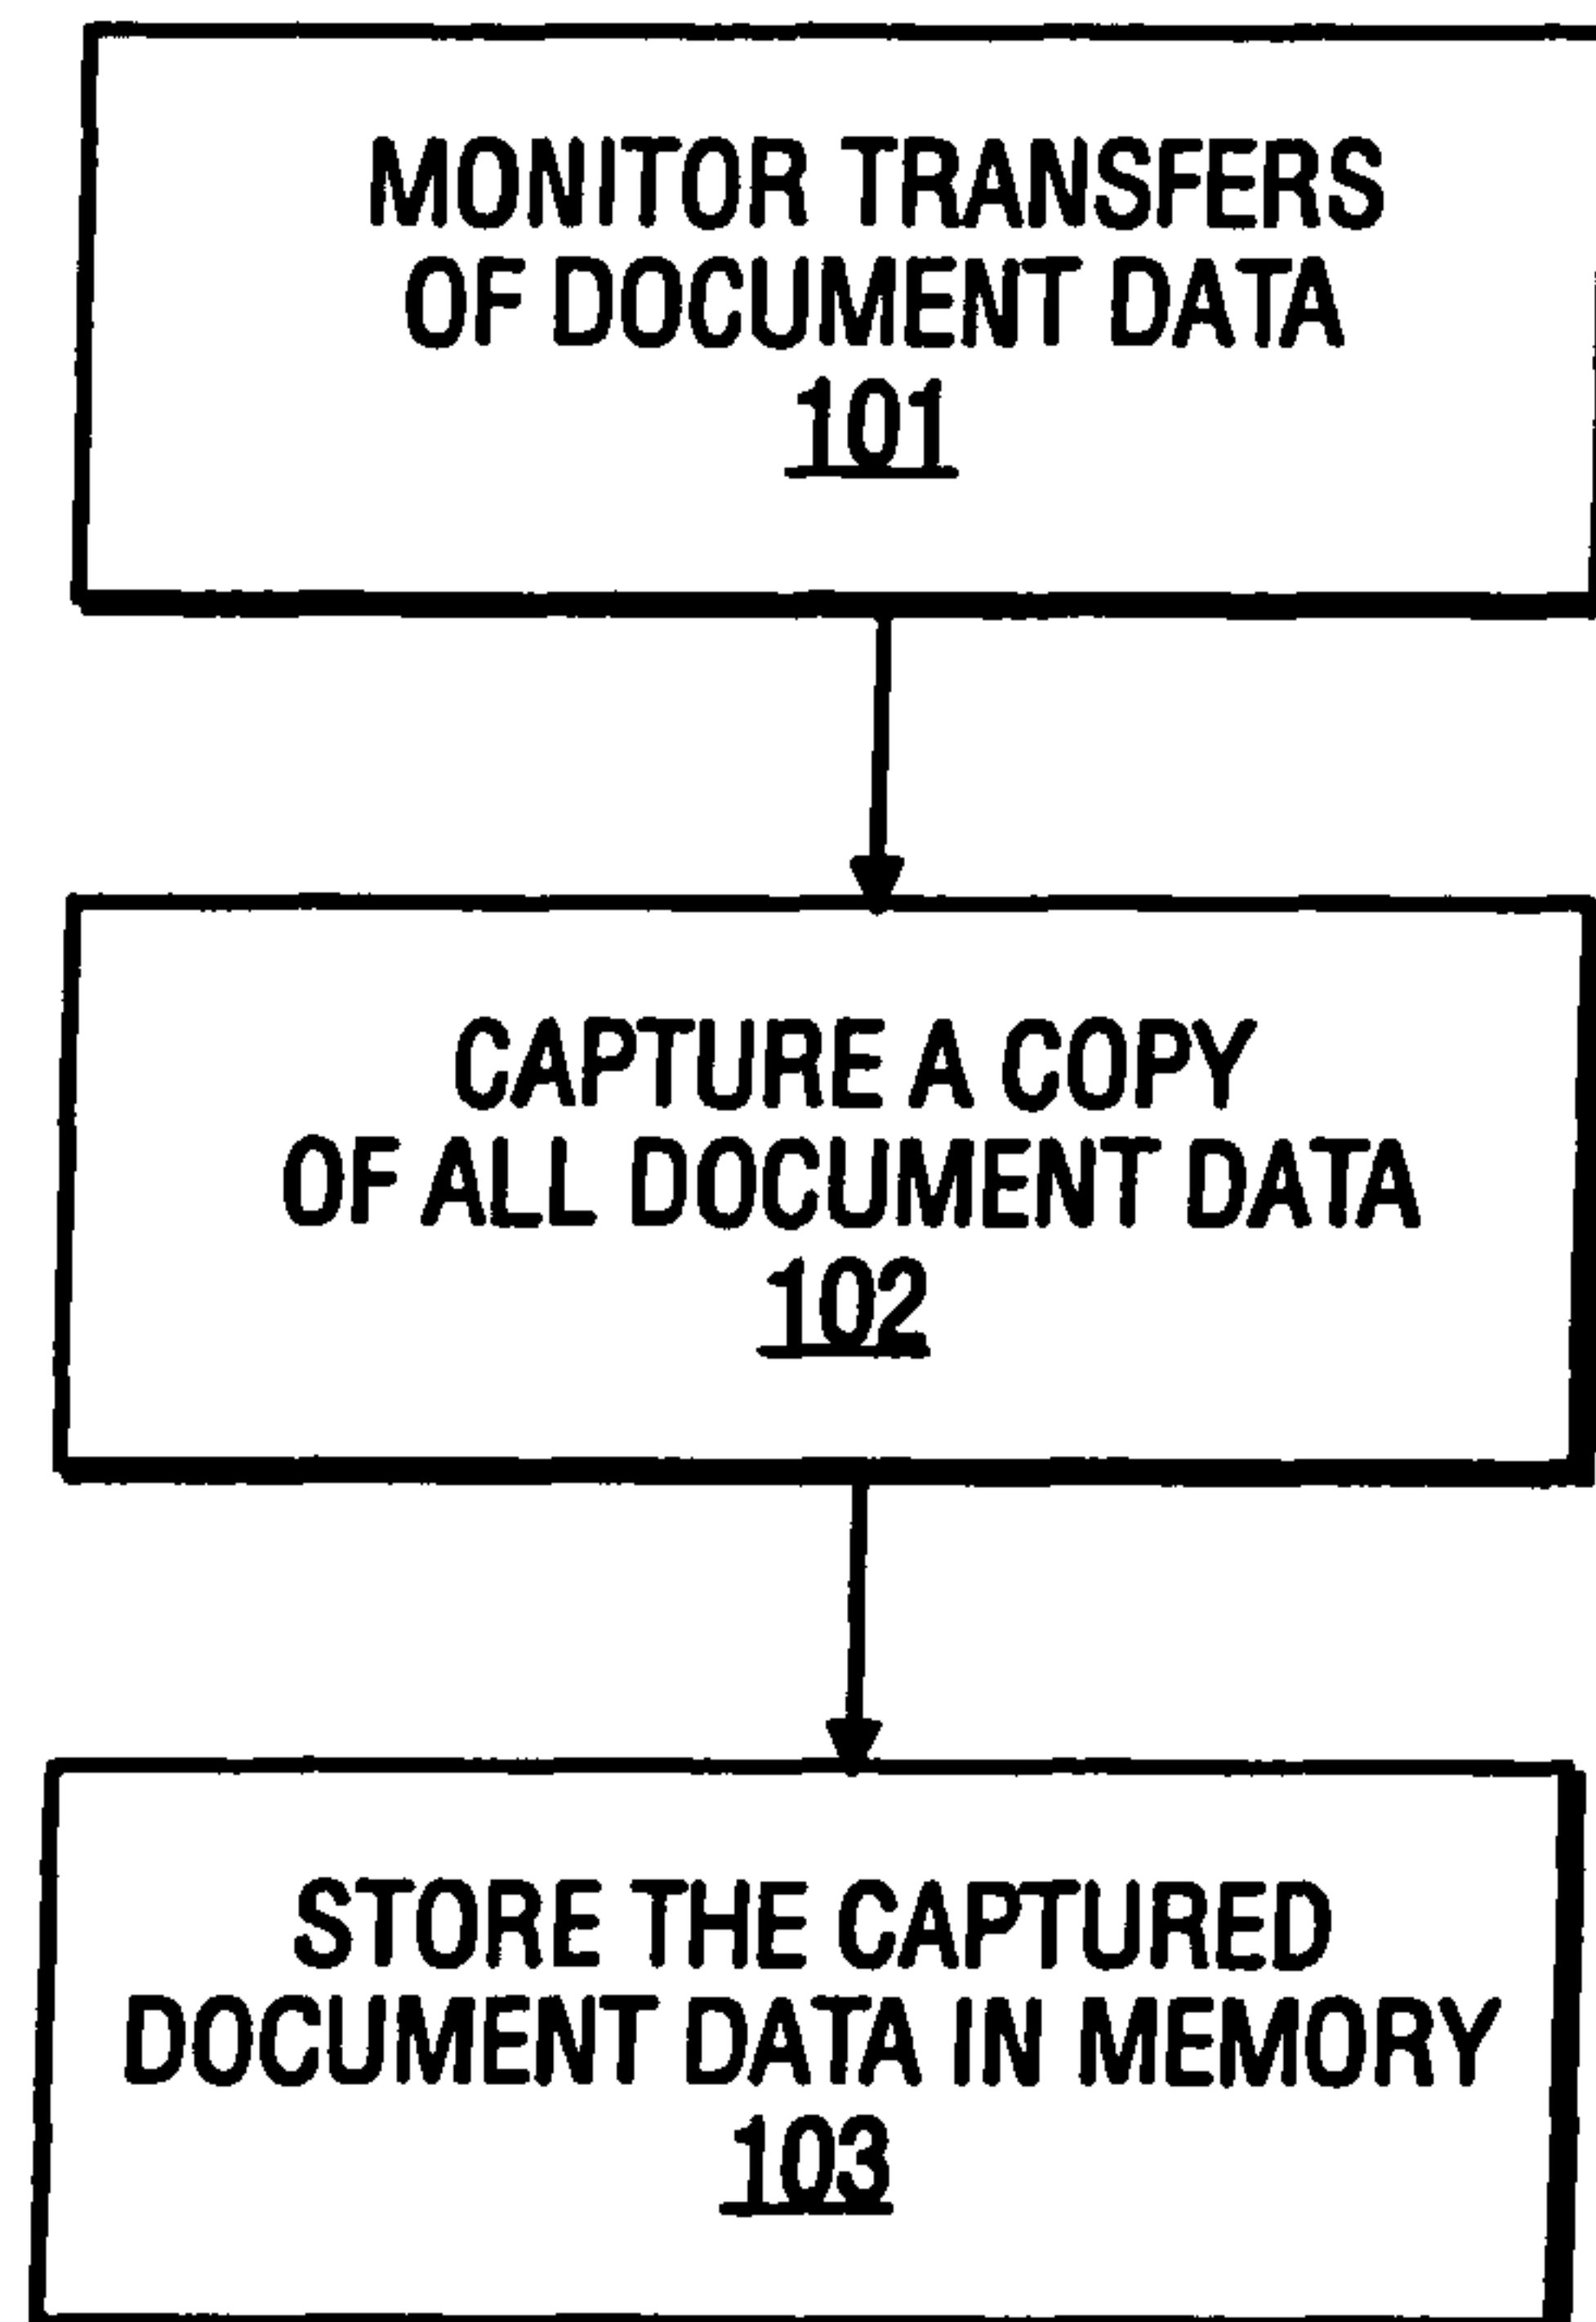 MONITOR TRANSFERS
OF DOCUMENT DATA
101
CAPTURE A COPY
OF ALL DOCUMENT DATA
102
STORE THE CAPTURED
DOCUMENT DATA IN MEMORY
103